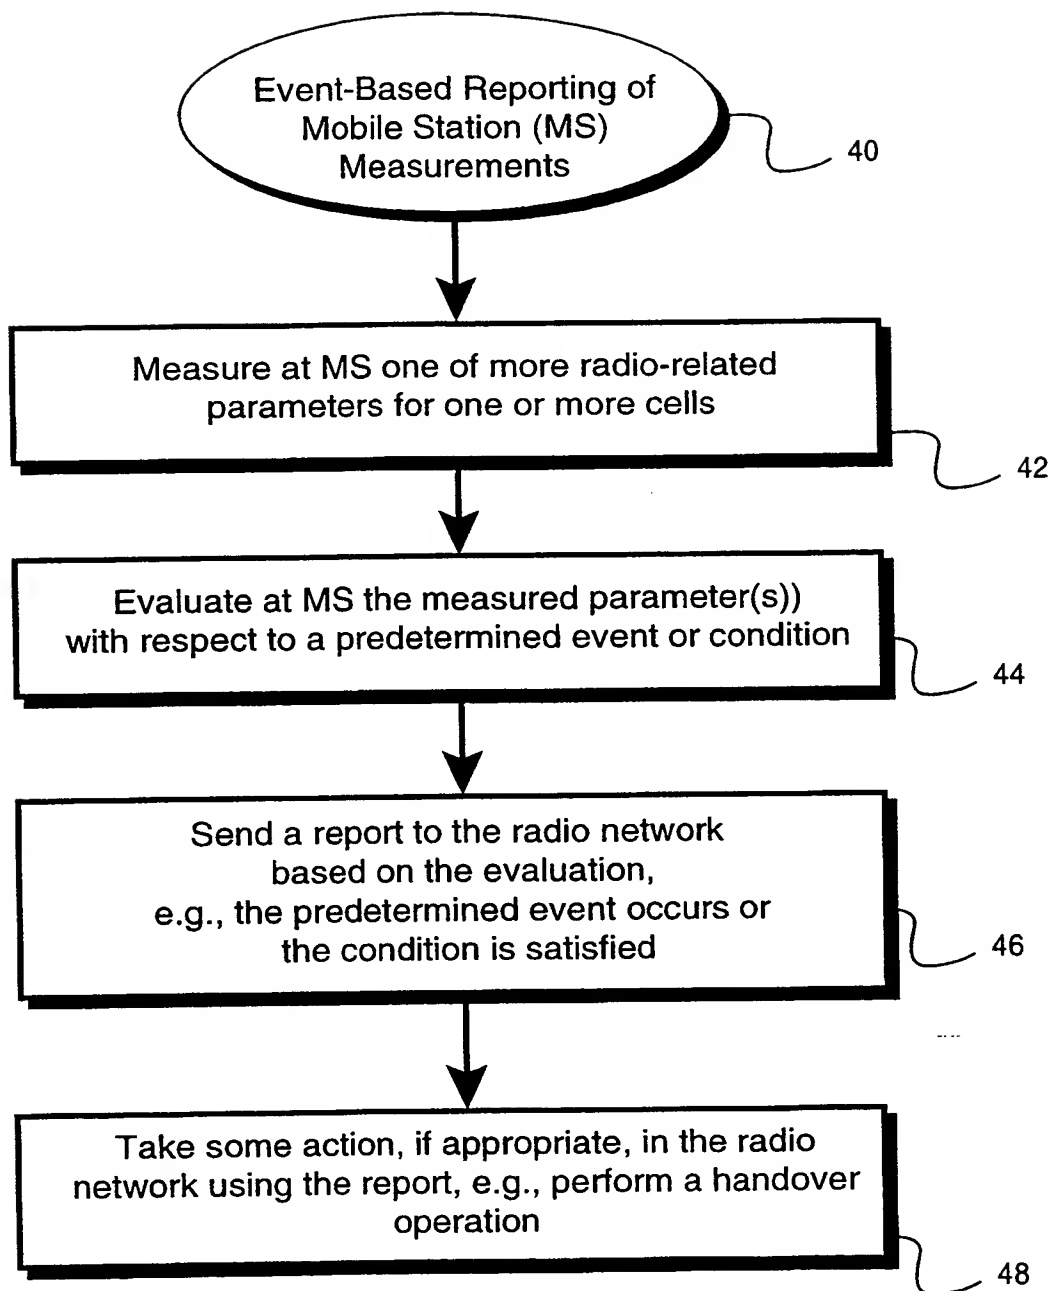 Event-Based Reporting of
Mobile Station (MS)
Measurements
40
Measure at MS one of more radio-related
parameters for one or more cells
42
Evaluate at MS the measured parameter(s))
with respect to a predetermined event or condition
44
Send a report to the radio network
based on the evaluation,
e.g., the predetermined event occurs or
the condition is satisfied
46
Take some action, if appropriate, in the radio
network using the report, e.g., perform a handover
operation
48